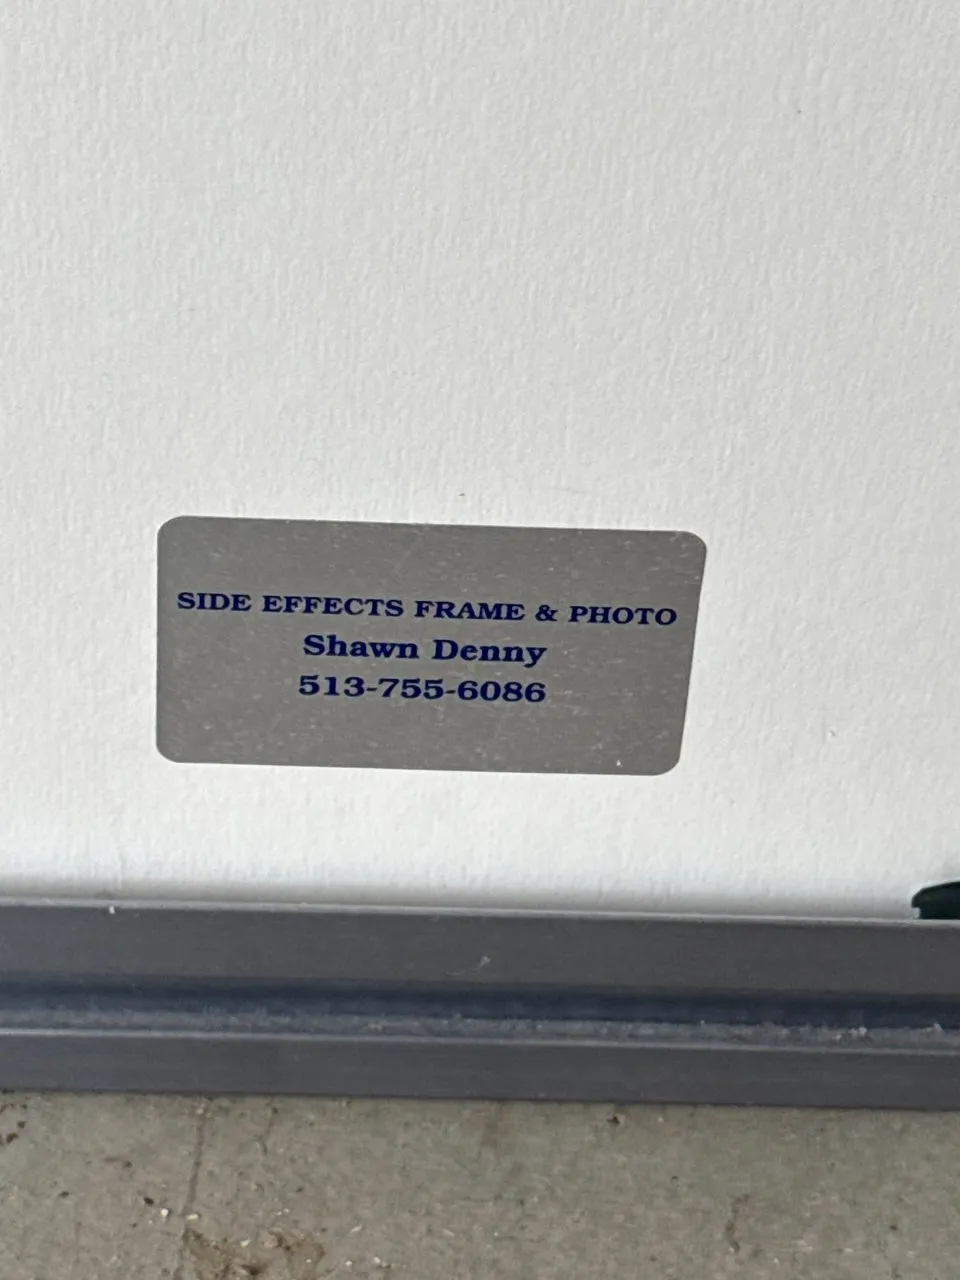 SIDE EFFECTS FRAME & PHOTO
Shawn Denny
513-755-6086